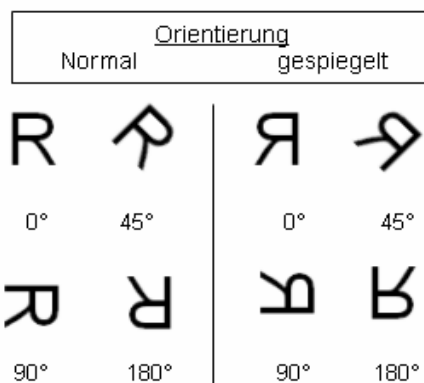 Orientierung
Normal gespiegelt
R R Я Я
0° 45° 0° 45°
R R Я Я
90° 180° 90° 180°